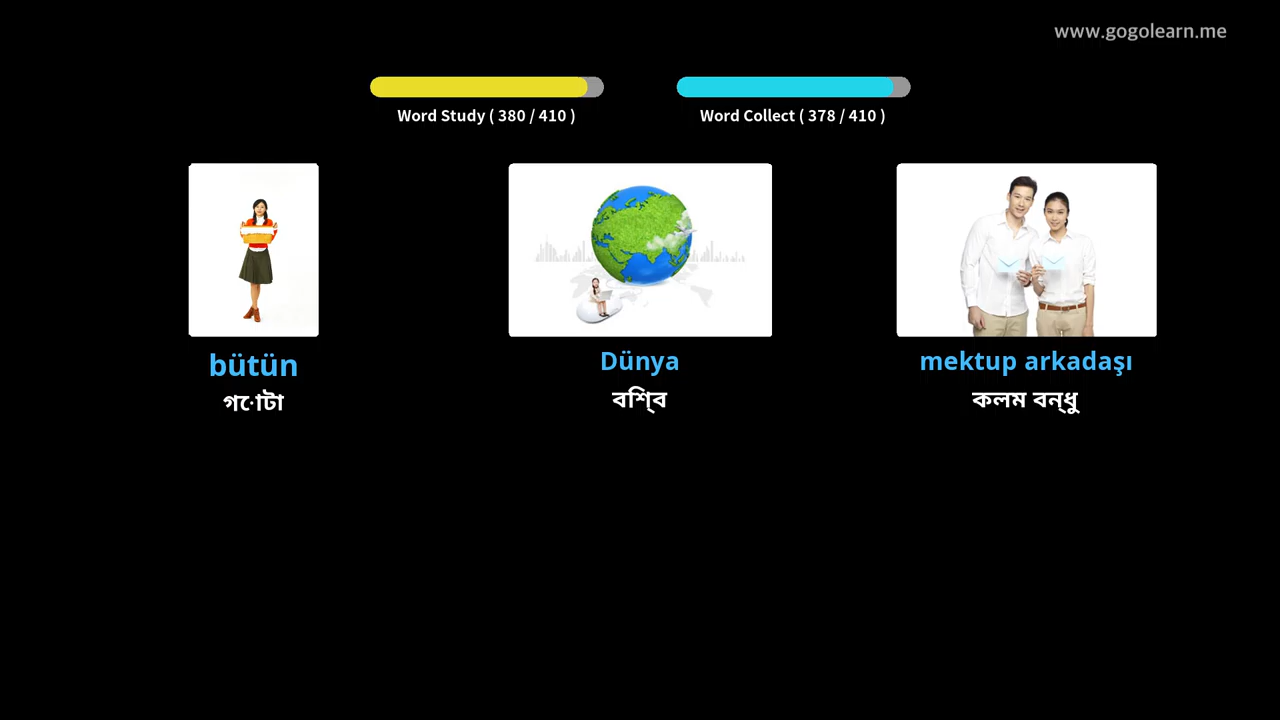 www.gogolearn.me
Word Study ( 380 / 410 )
Word Collect ( 378 / 410 )
bütün
Dünya
mektup arkadaşı
গোটা
বিশ্ব
কলম বন্ধু